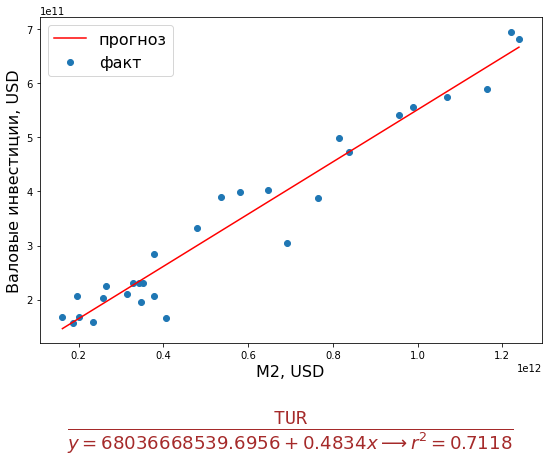 1e11
прогноз
факт
7
6
5
4
3
2
Валовые инвестиции, USD
0.2 0.4 0.6 0.8 1.0 1.2
1e12
M2, USD
TUR
y = 68036668539.6956 + 0.4834x ⟶ r² = 0.7118